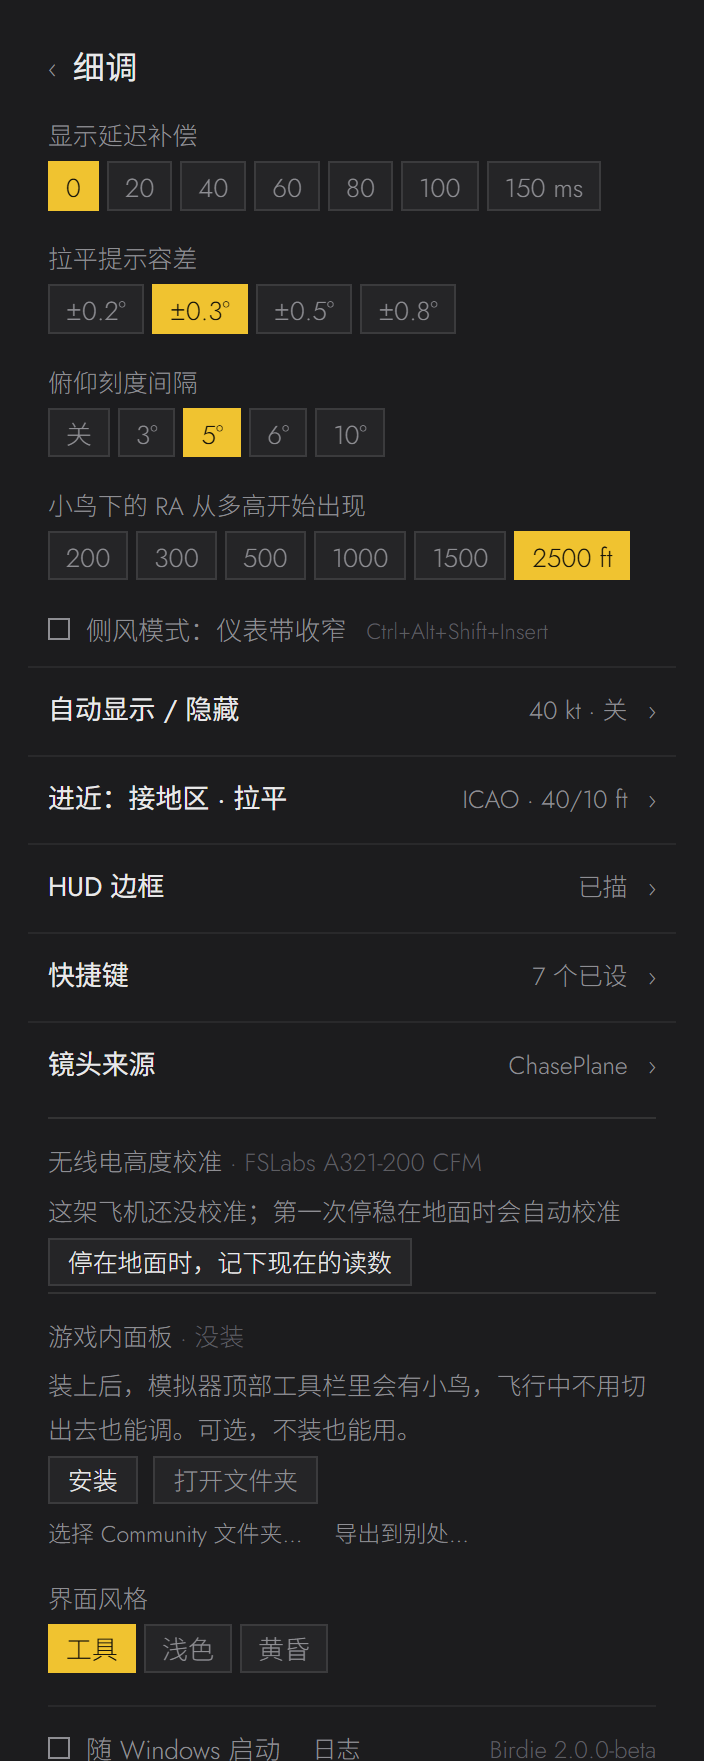 ‹ 细调
显示延迟补偿
0 20 40 60 80 100 150 ms
拉平提示容差
±0.2° ±0.3° ±0.5° ±0.8°
俯仰刻度间隔
关 3° 5° 6° 10°
小鸟下的 RA 从多高开始出现
200 300 500 1000 1500 2500 ft
侧风模式：仪表带收窄 Ctrl+Alt+Shift+Insert
自动显示 / 隐藏 40 kt · 关 ›
进近：接地区 · 拉平 ICAO · 40/10 ft ›
HUD 边框 已描 ›
快捷键 7 个已设 ›
镜头来源 ChasePlane ›
无线电高度校准 · FSLabs A321-200 CFM
这架飞机还没校准；第一次停稳在地面时会自动校准
停在地面时，记下现在的读数
游戏内面板 · 没装
装上后，模拟器顶部工具栏里会有小鸟，飞行中不用切
出去也能调。可选，不装也能用。
安装 打开文件夹
选择 Community 文件夹... 导出到别处...
界面风格
工具 浅色 黄昏
随 Windows 启动 日志 Birdie 2.0.0-beta